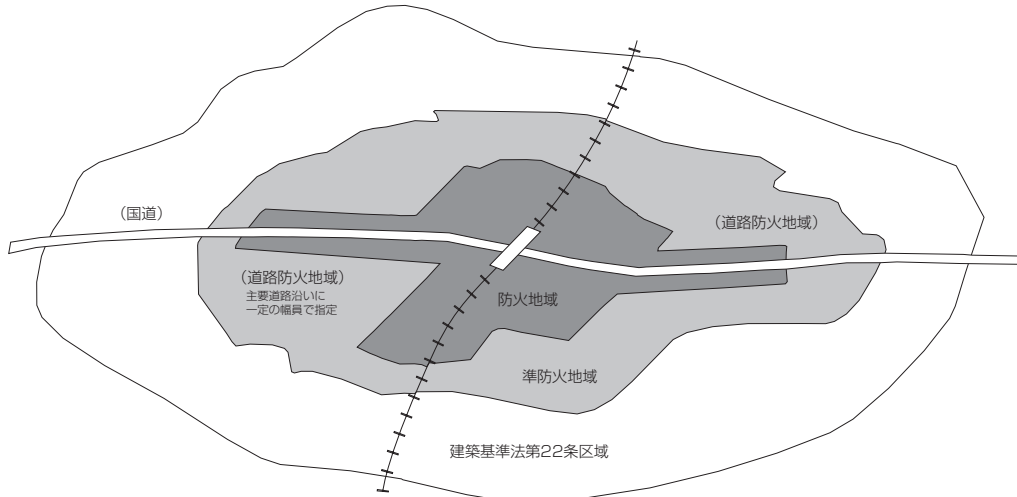 （国道）
（道路防火地域）
（道路防火地域）
主要道路沿いに
一定の幅員で指定
防火地域
準防火地域
建築基準法第22条区域